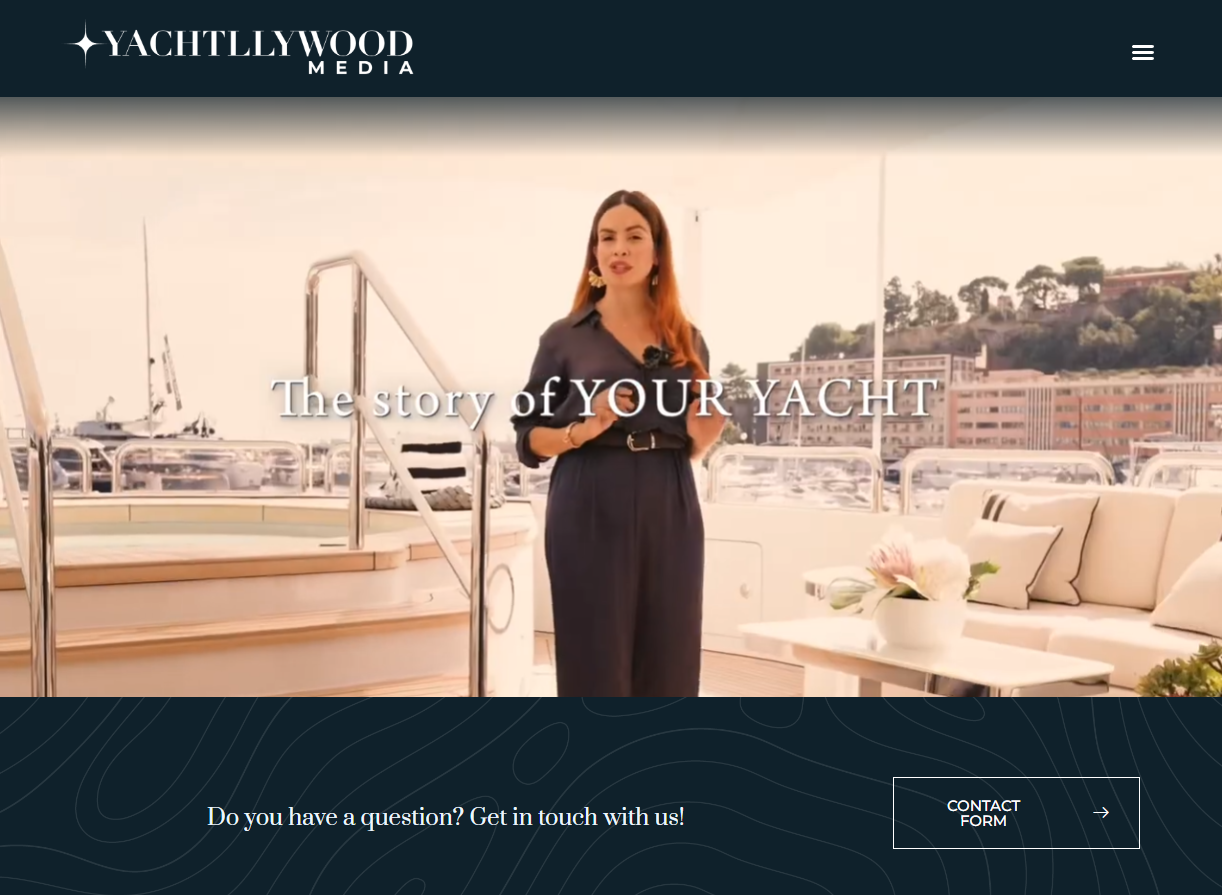 YACHTLLYWOOD
MEDIA
The story of YOUR YACHT
Do you have a question? Get in touch with us!
CONTACT
FORM